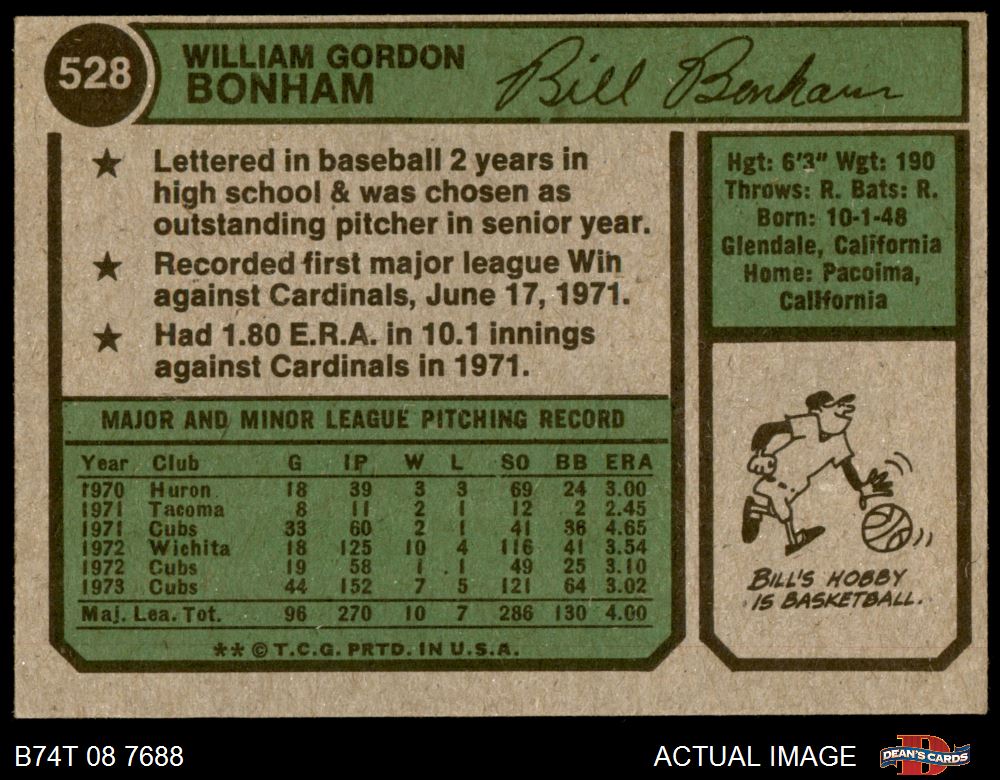 528
WILLIAM GORDON
BONHAM
Bill Bonham
★ Lettered in baseball 2 years in
high school & was chosen as
outstanding pitcher in senior year.
★ Recorded first major league Win
against Cardinals, June 17, 1971.
★ Had 1.80 E.R.A. in 10.1 innings
against Cardinals in 1971.
Hgt: 6'3" Wgt: 190
Throws: R. Bats: R.
Born: 10-1-48
Glendale, California
Home: Pacoima,
California
MAJOR AND MINOR LEAGUE PITCHING RECORD
Year Club G IP W L SO BB ERA
1970 Huron 18 39 3 3 69 24 3.00
1971 Tacoma 8 11 2 1 12 2 2.45
1971 Cubs 33 60 2 1 41 36 4.65
1972 Wichita 18 125 10 4 116 41 3.54
1972 Cubs 19 58 1 1 49 25 3.10
1973 Cubs 44 152 7 5 121 64 3.02
Maj. Lea. Tot. 96 270 10 7 286 130 4.00
** © T.C.G. PRTD. IN U.S.A.
BILL'S HOBBY
IS BASKETBALL.
B74T 08 7688
ACTUAL IMAGE
DEAN'S CARDS